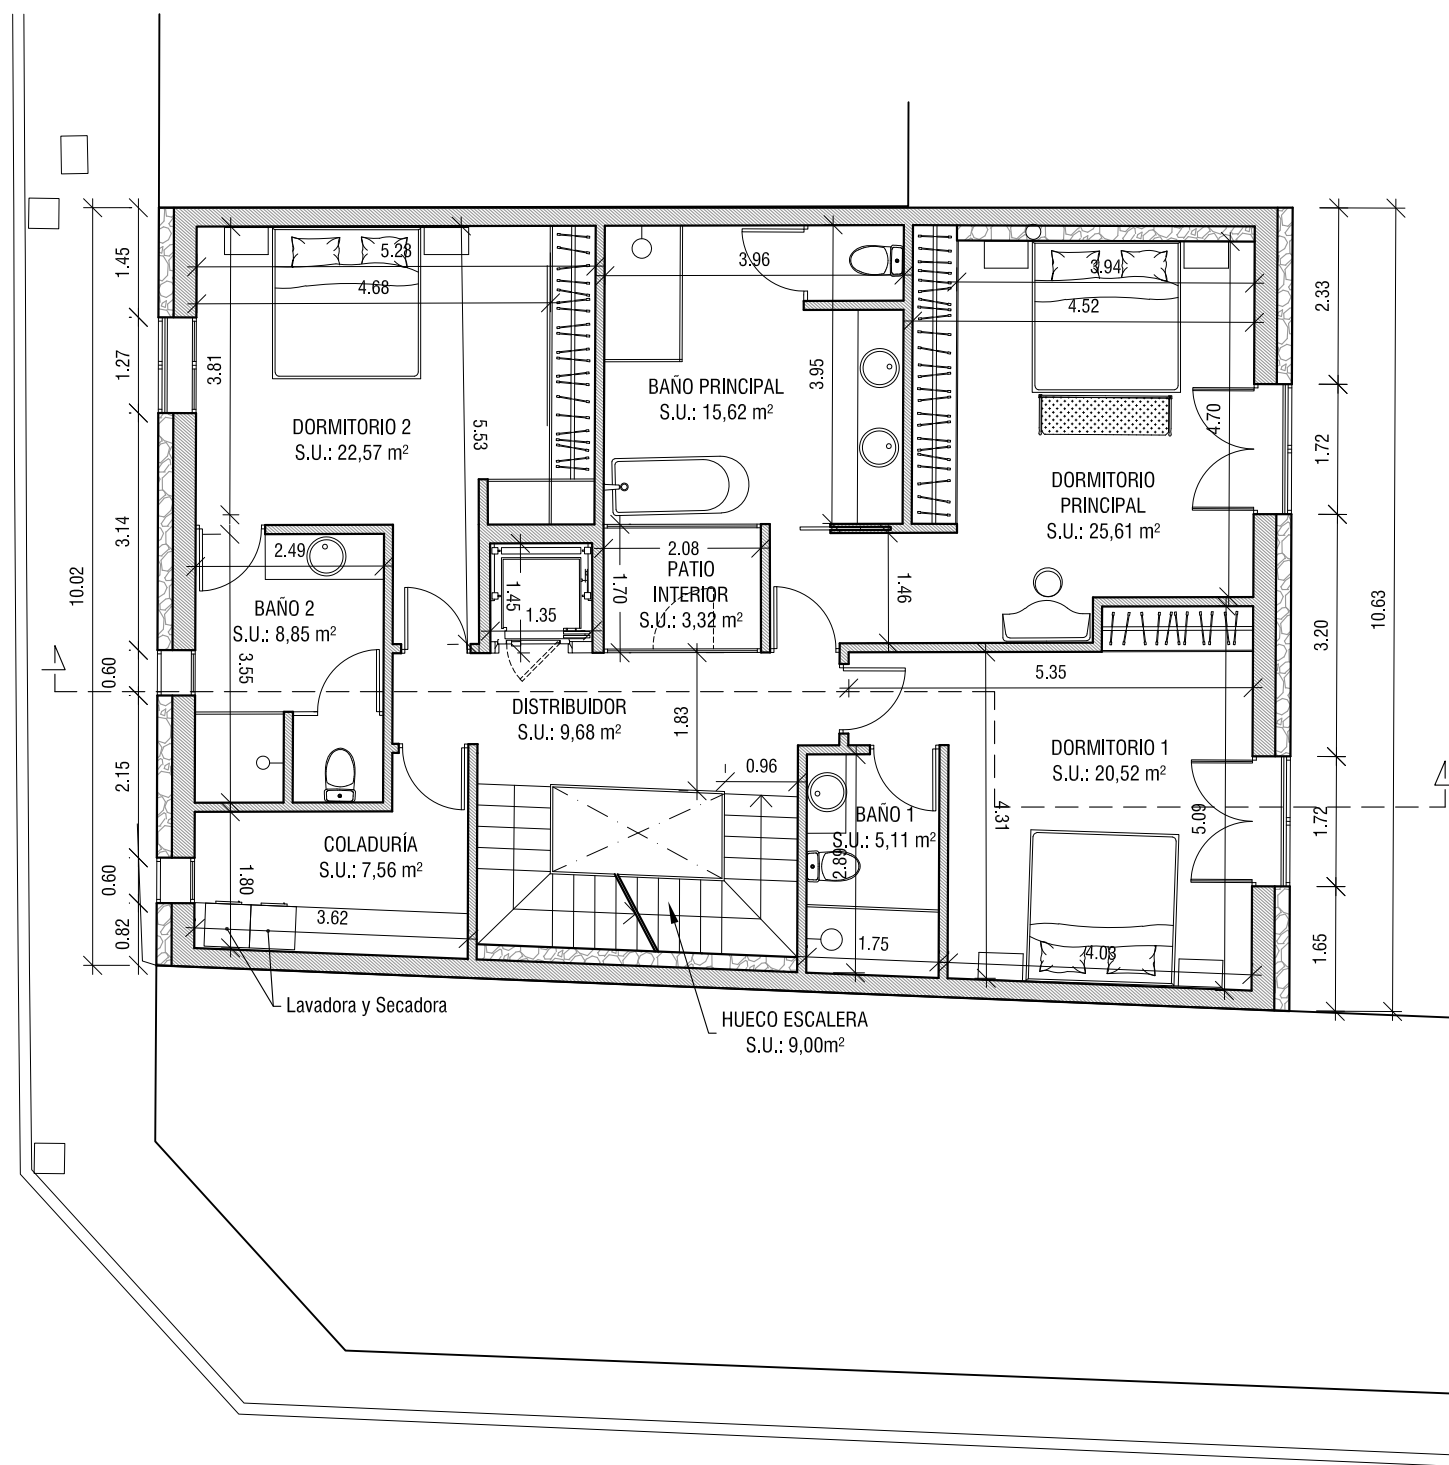 1.45
1.27
3.14
10.02
0.60
2.15
0.60
0.82
5.28
4.68
3.81
5.53
DORMITORIO 2
S.U.: 22,57 m²
3.96
3.95
BAÑO PRINCIPAL
S.U.: 15,62 m²
3.94
4.52
4.70
DORMITORIO
PRINCIPAL
S.U.: 25,61 m²
2.33
1.72
3.20
10.63
1.72
1.65
2.49
BAÑO 2
S.U.: 8,85 m²
3.55
1.45
1.35
2.08
1.70
PATIO
INTERIOR
S.U.: 3,32 m²
1.46
5.35
DISTRIBUIDOR
S.U.: 9,68 m²
1.83
0.96
DORMITORIO 1
S.U.: 20,52 m²
4.31
5.09
4.03
BAÑO 1
S.U.: 5,11 m²
2.89
1.75
COLADURÍA
S.U.: 7,56 m²
1.80
3.62
Lavadora y Secadora
HUECO ESCALERA
S.U.: 9,00m²